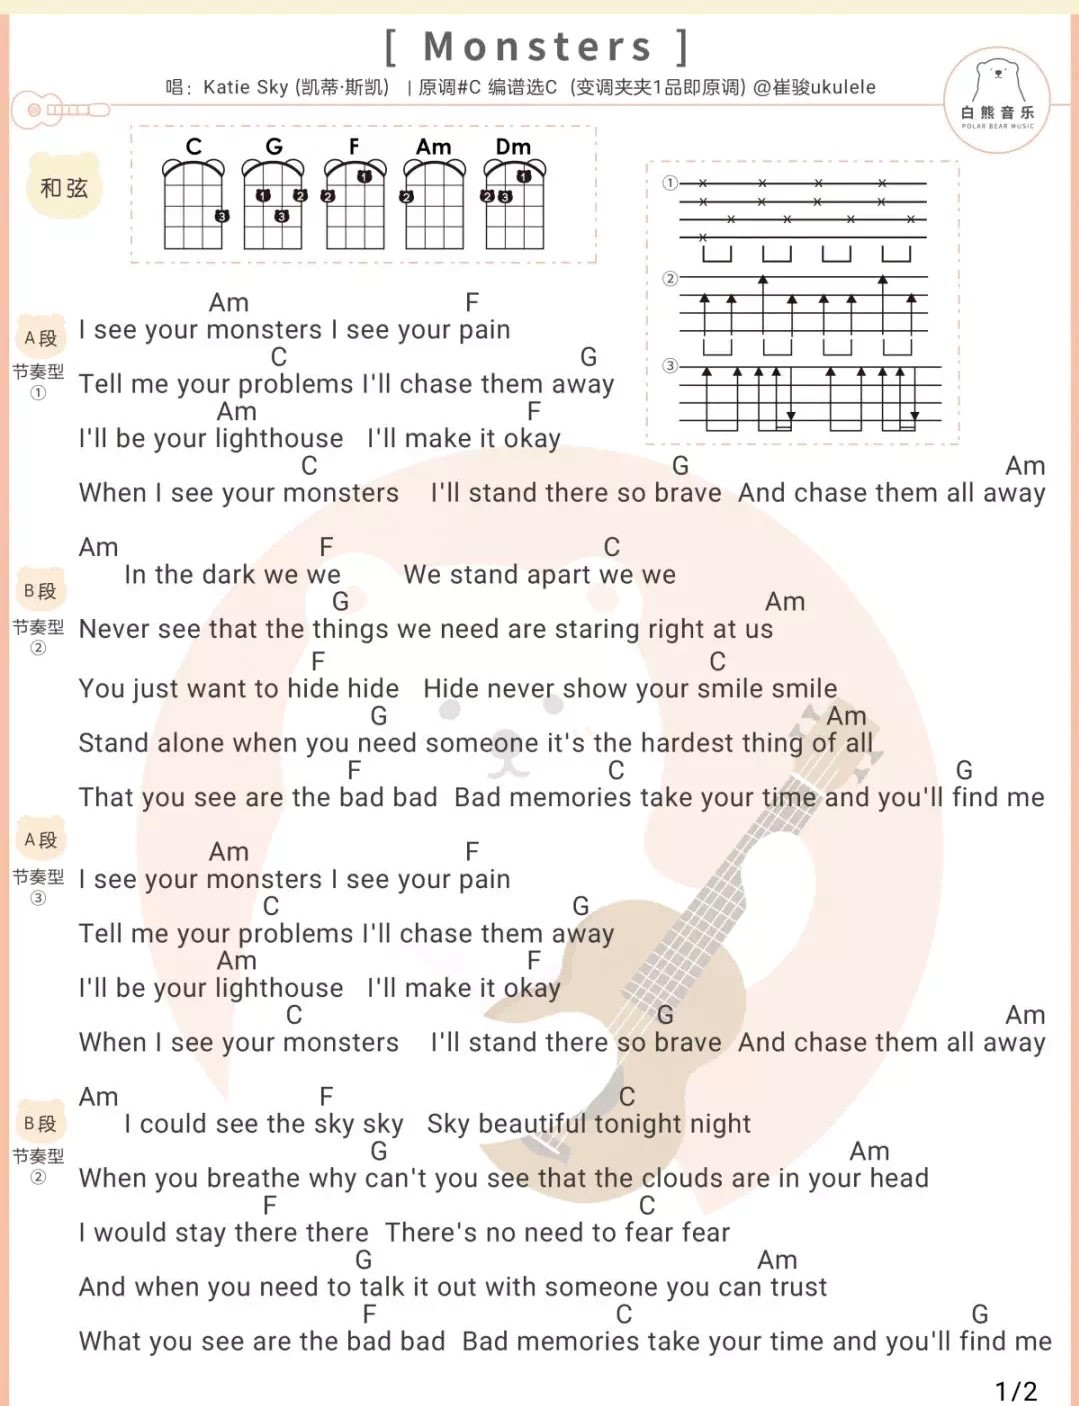 [ Monsters ]
唱：Katie Sky (凯蒂·斯凯) | 原调#C 编谱选C (变调夹夹1品即原调) @崔骏ukulele
白熊音乐
POLAR BEAR MUSIC
和弦
C G F Am Dm
3 1 2 3 2 1 2 2 3 1
①
②
③
Am F
A段 I see your monsters I see your pain
节奏型 ①
C G
Tell me your problems I'll chase them away
Am F
I'll be your lighthouse I'll make it okay
C G Am
When I see your monsters I'll stand there so brave And chase them all away
Am F C
In the dark we we We stand apart we we
B段
节奏型 ②
G Am
Never see that the things we need are staring right at us
F C
You just want to hide hide Hide never show your smile smile
G Am
Stand alone when you need someone it's the hardest thing of all
F C G
That you see are the bad bad Bad memories take your time and you'll find me
A段
节奏型 ③
Am F
I see your monsters I see your pain
C G
Tell me your problems I'll chase them away
Am F
I'll be your lighthouse I'll make it okay
C G Am
When I see your monsters I'll stand there so brave And chase them all away
Am F C
I could see the sky sky Sky beautiful tonight night
B段
节奏型 ②
G Am
When you breathe why can't you see that the clouds are in your head
F C
I would stay there there There's no need to fear fear
G Am
And when you need to talk it out with someone you can trust
F C G
What you see are the bad bad Bad memories take your time and you'll find me
1/2